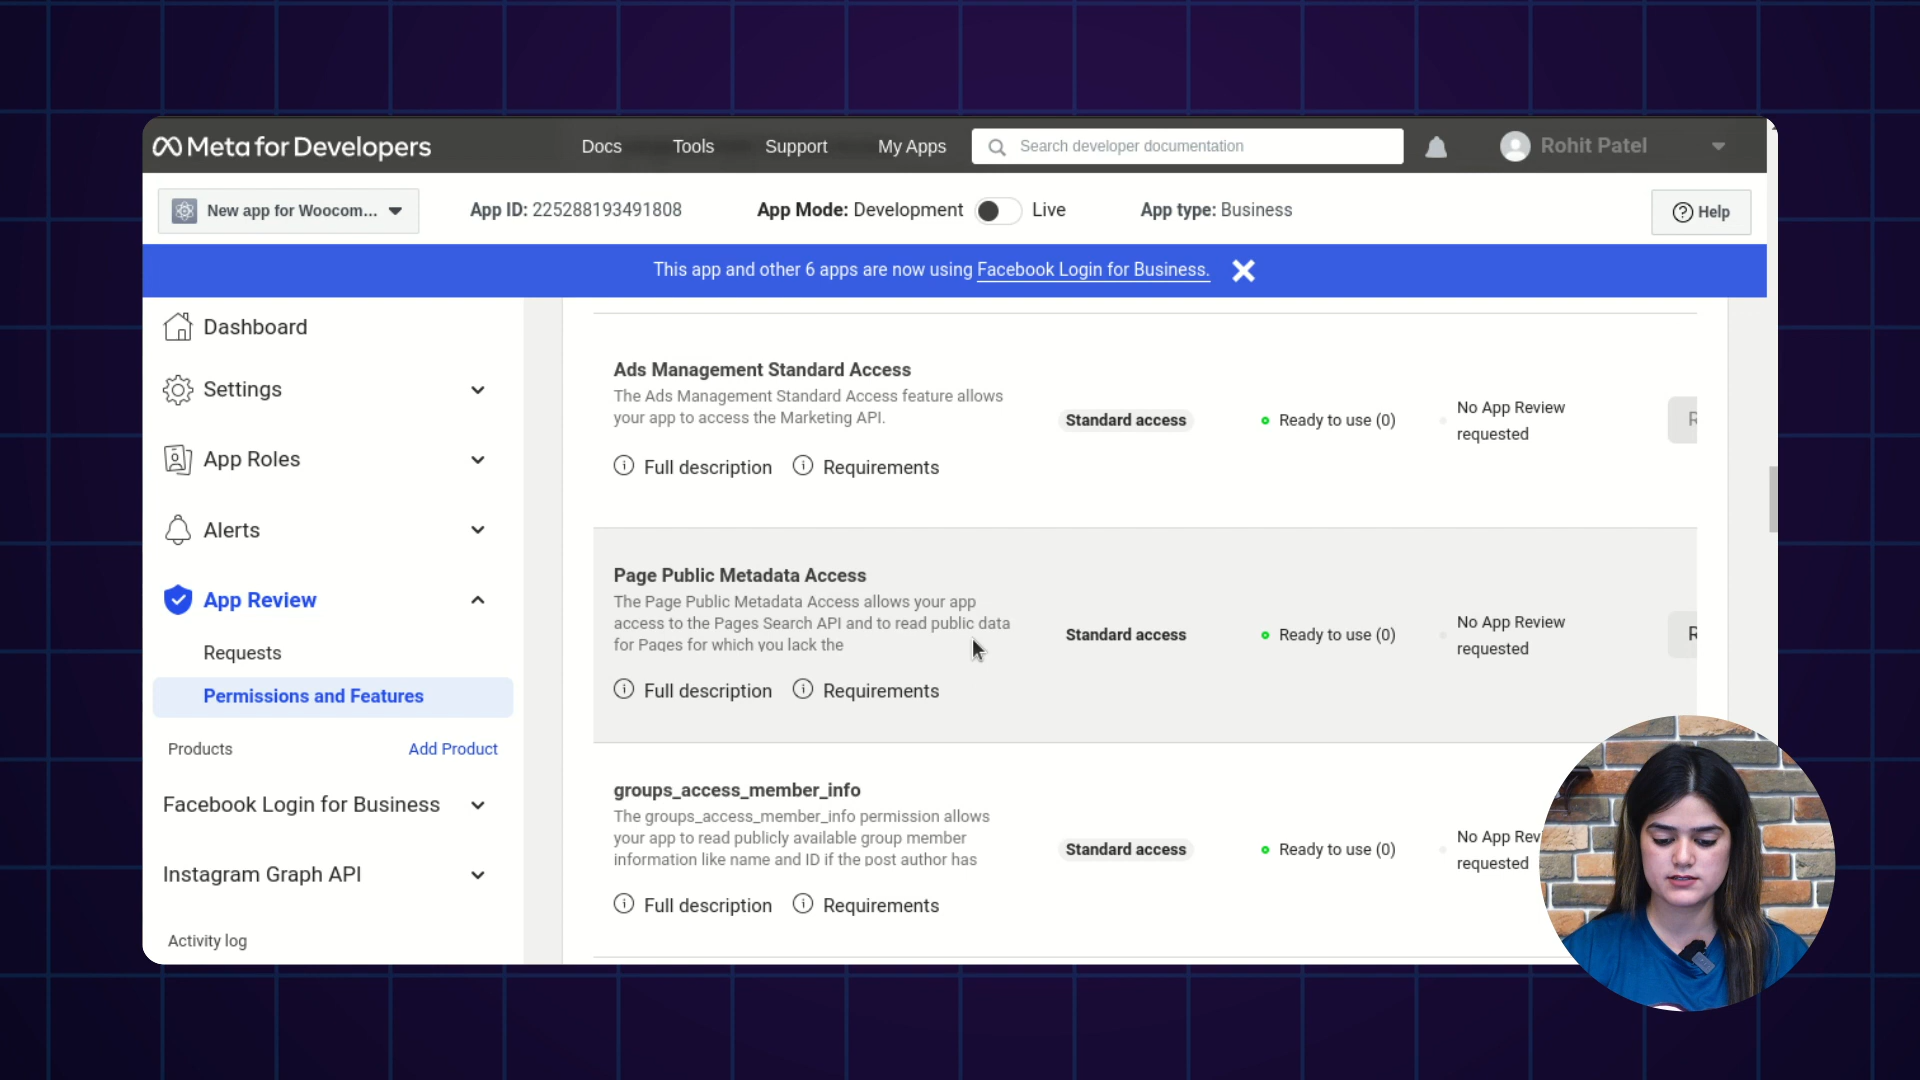 Meta for Developers
Docs
Tools
Support
My Apps
Search developer documentation
Rohit Patel
New app for Woocom...
App ID: 225288193491808
App Mode: Development
Live
App type: Business
Help
This app and other 6 apps are now using Facebook Login for Business.
Dashboard
Settings
App Roles
Alerts
App Review
Requests
Permissions and Features
Products
Add Product
Facebook Login for Business
Instagram Graph API
Activity log
Ads Management Standard Access
The Ads Management Standard Access feature allows
your app to access the Marketing API.
Full description
Requirements
Standard access
Ready to use (0)
No App Review
requested
R
Page Public Metadata Access
The Page Public Metadata Access allows your app
access to the Pages Search API and to read public data
for Pages for which you lack the
Full description
Requirements
Standard access
Ready to use (0)
No App Review
requested
R
groups_access_member_info
The groups_access_member_info permission allows
your app to read publicly available group member
information like name and ID if the post author has
Full description
Requirements
Standard access
Ready to use (0)
No App Rev
requested